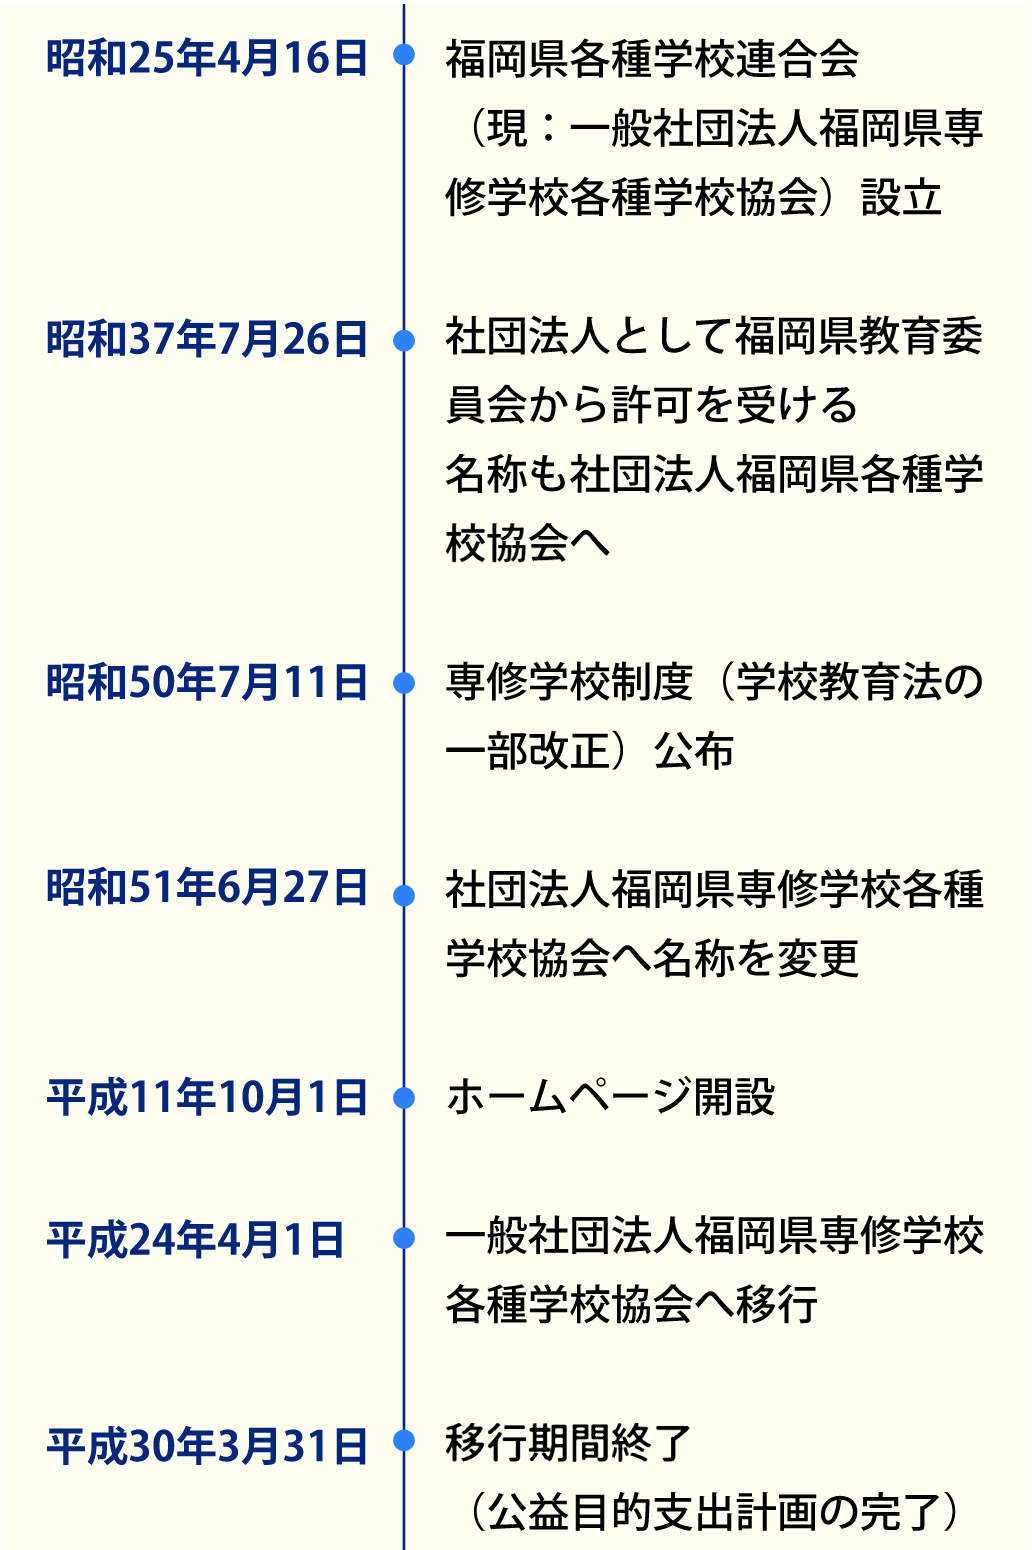 昭和25年4月16日
福岡県各種学校連合会
（現：一般社団法人福岡県専
修学校各種学校協会）設立
昭和37年7月26日
社団法人として福岡県教育委
員会から許可を受ける
名称も社団法人福岡県各種学
校協会へ
昭和50年7月11日
専修学校制度（学校教育法の
一部改正）公布
昭和51年6月27日
社団法人福岡県専修学校各種
学校協会へ名称を変更
平成11年10月1日
ホームページ開設
平成24年4月1日
一般社団法人福岡県専修学校
各種学校協会へ移行
平成30年3月31日
移行期間終了
（公益目的支出計画の完了）